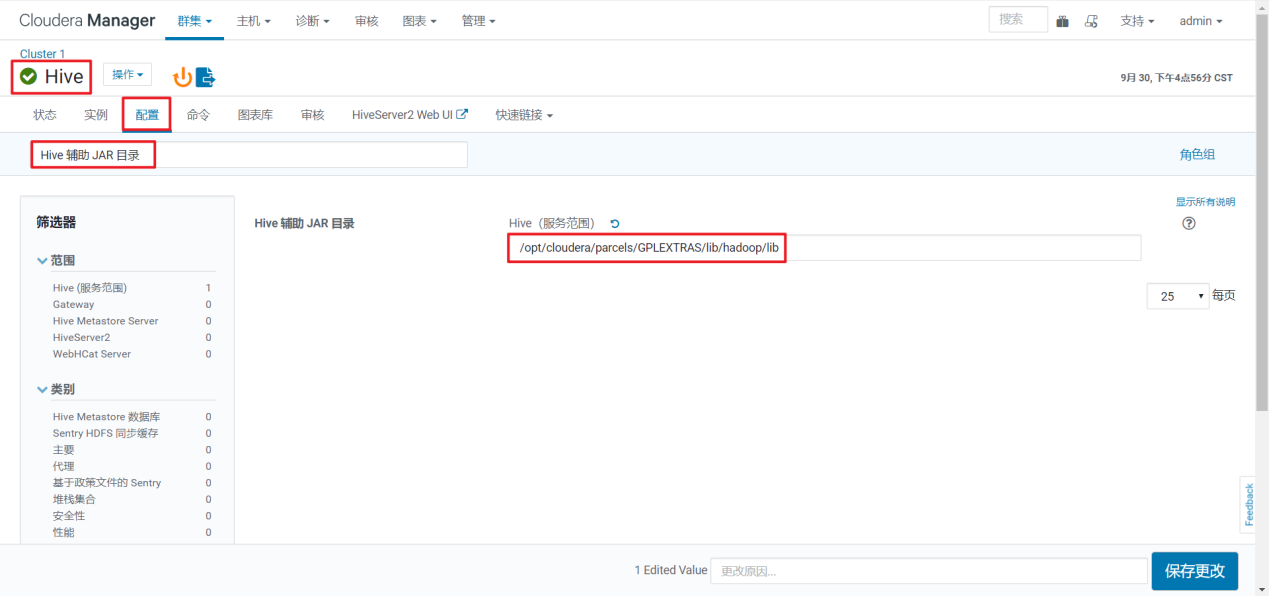 Cloudera Manager 群集 主机 诊断 审核 图表 管理 搜索 支持 admin
Cluster 1
Hive 操作
9月 30, 下午4点56分 CST
状态 实例 配置 命令 图表库 审核 HiveServer2 Web UI 快速链接
Hive 辅助 JAR 目录 角色组
显示所有说明
筛选器 Hive 辅助 JAR 目录 Hive（服务范围）
/opt/cloudera/parcels/GPLEXTRAS/lib/hadoop/lib
范围
Hive (服务范围) 1
25 每页
Gateway 0
Hive Metastore Server 0
HiveServer2 0
WebHCat Server 0
类别
Hive Metastore 数据库 0
Sentry HDFS 同步缓存 0
主要 0
代理 0
基于政策文件的 Sentry 0
堆栈集合 0
安全性 0
性能 0
Feedback
1 Edited Value 更改原因... 保存更改